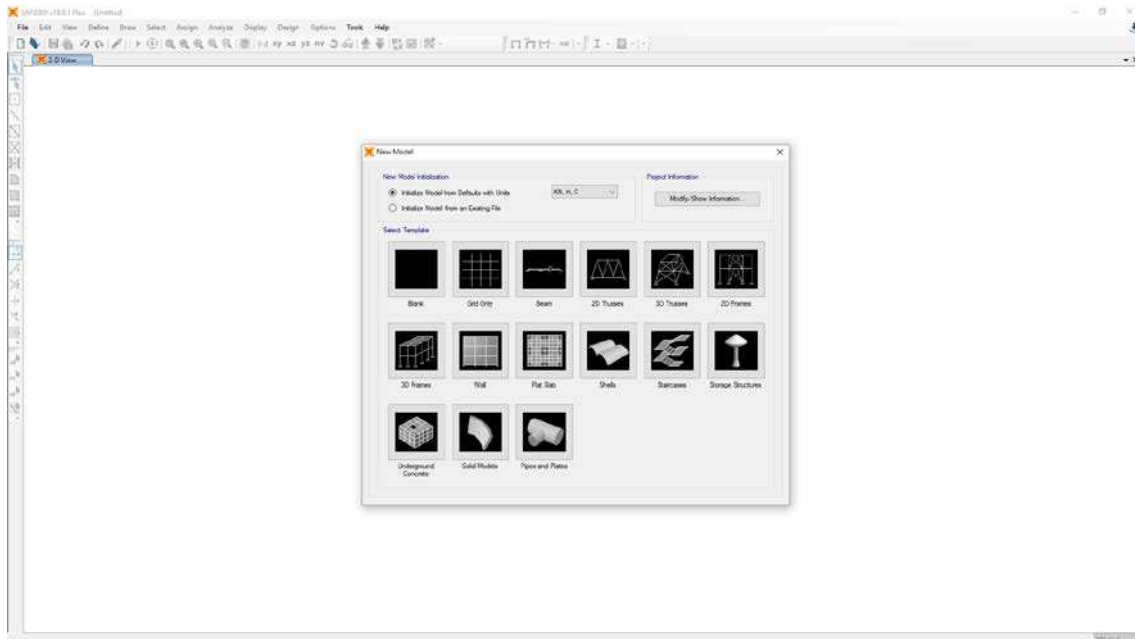 File Edit View Define Draw Select Assign Analyze Display Design Options Tools Help
3-D View
New Model
New Model Initialization
Initialize Model from Defaults with Units
KN, m, C
Initialize Model from an Existing File
Project Information
Modify/Show Information...
Select Template
Blank
Grid Only
Beam
2D Trusses
3D Trusses
2D Frames
3D Frames
Wall
Flat Slab
Shells
Staircases
Storage Structures
Underground
Concrete
Solid Models
Pipes and Plates